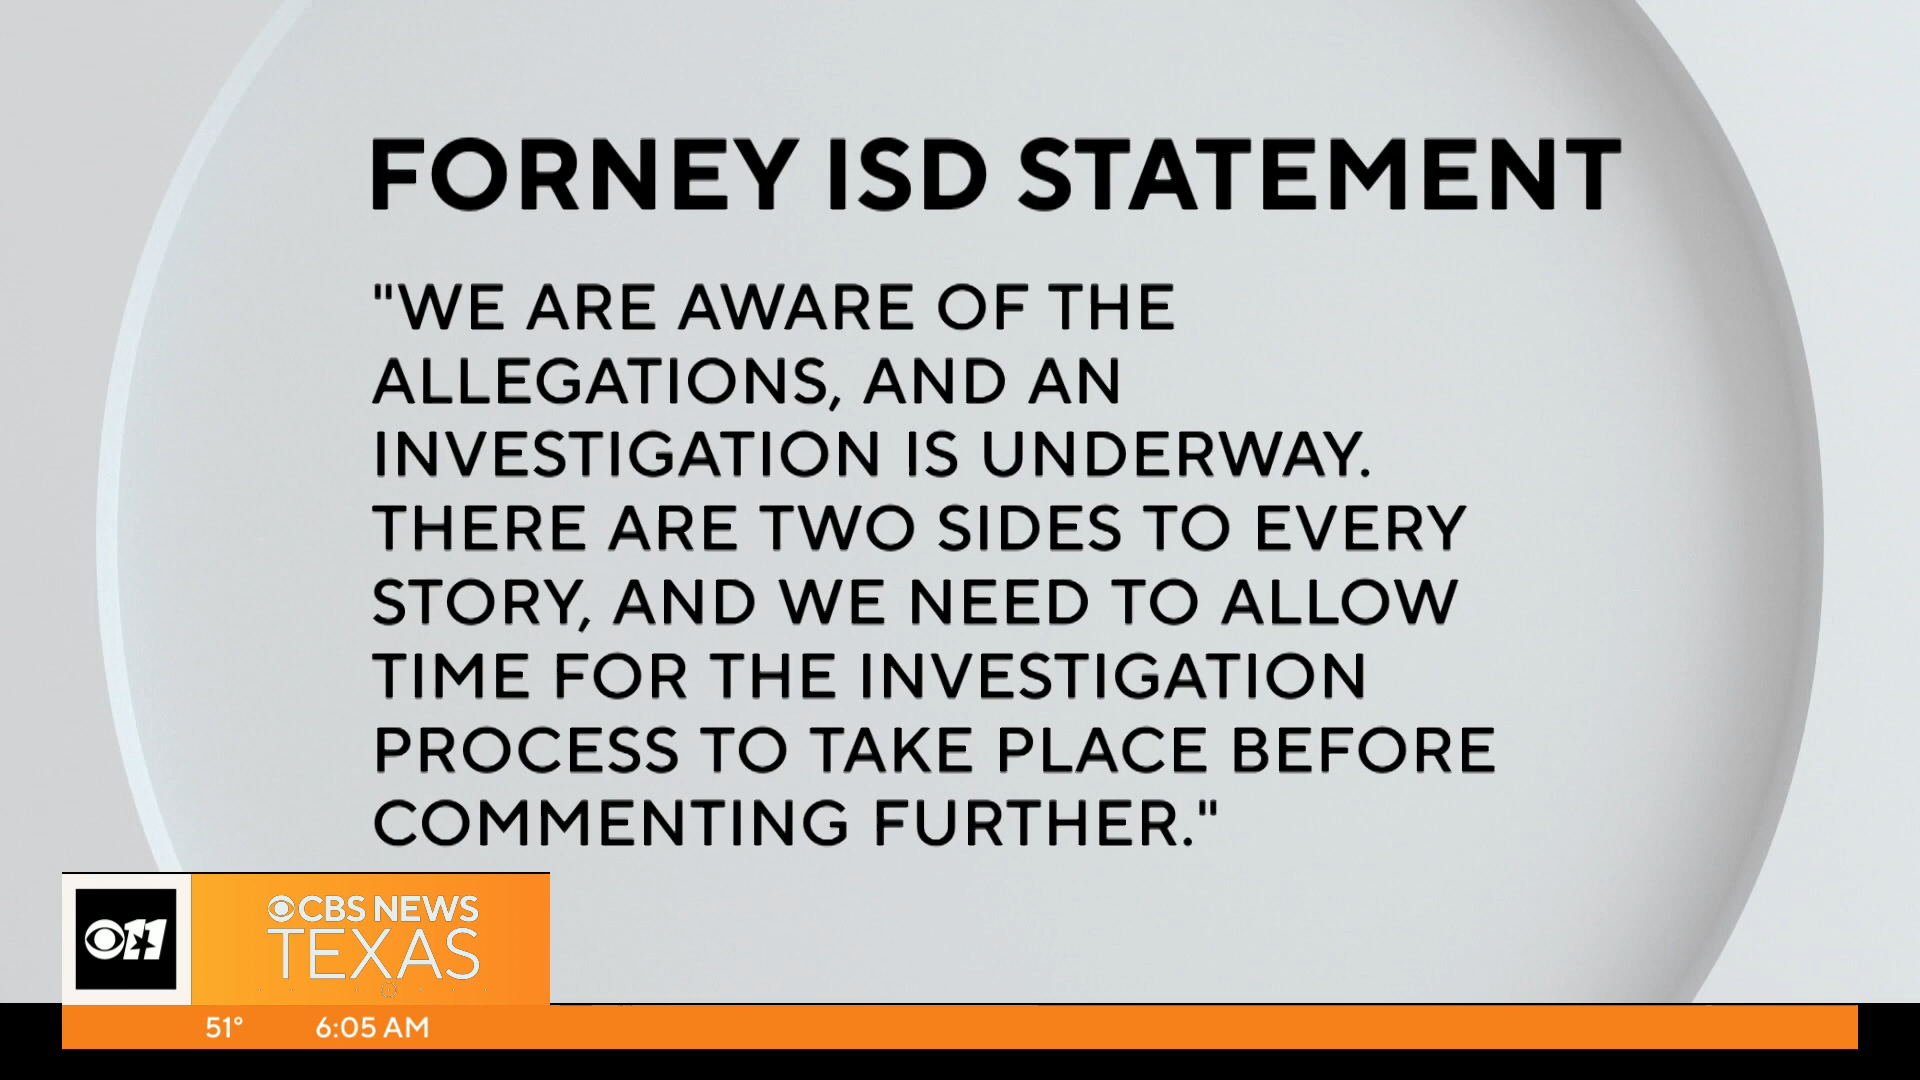 FORNEY ISD STATEMENT
"WE ARE AWARE OF THE
ALLEGATIONS, AND AN
INVESTIGATION IS UNDERWAY.
THERE ARE TWO SIDES TO EVERY
STORY, AND WE NEED TO ALLOW
TIME FOR THE INVESTIGATION
PROCESS TO TAKE PLACE BEFORE
COMMENTING FURTHER."
11
CBS NEWS
TEXAS
51° 6:05 AM